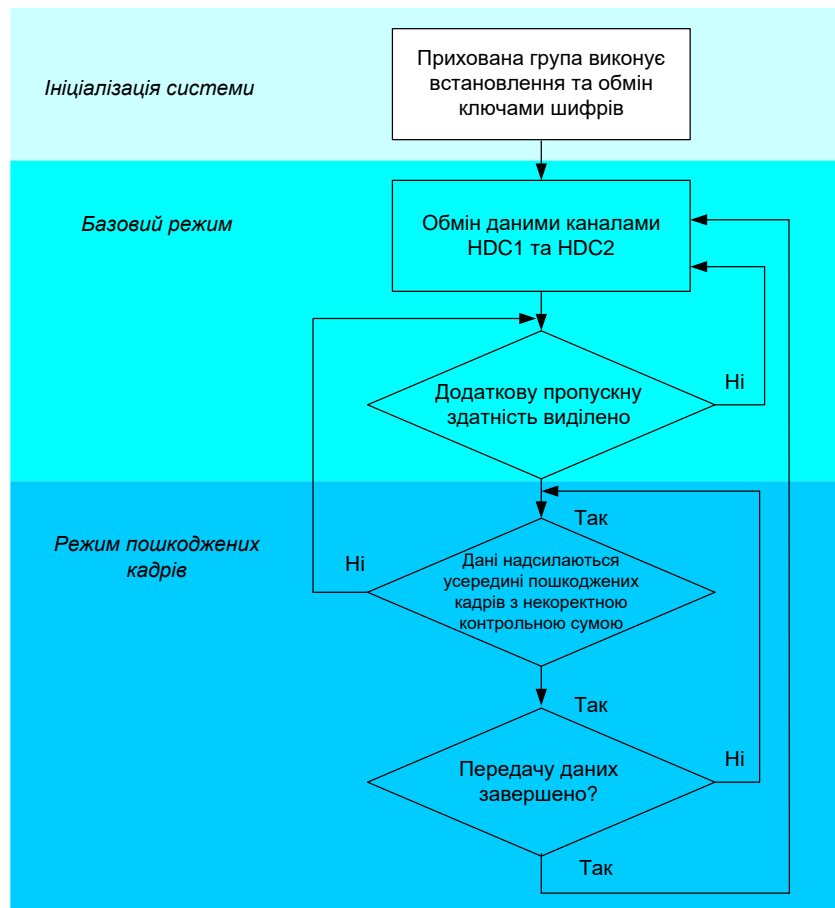 Ініціалізація системи
Прихована група виконує
встановлення та обмін
ключами шифрів
Базовий режим
Обмін даними каналами
HDC1 та HDC2
Додаткову пропускну
здатність виділено
Ні
Так
Режим пошкоджених
кадрів
Ні
Дані надсилаються
усередині пошкоджених
кадрів з некоректною
контрольною сумою
Так
Передачу даних
завершено?
Ні
Так